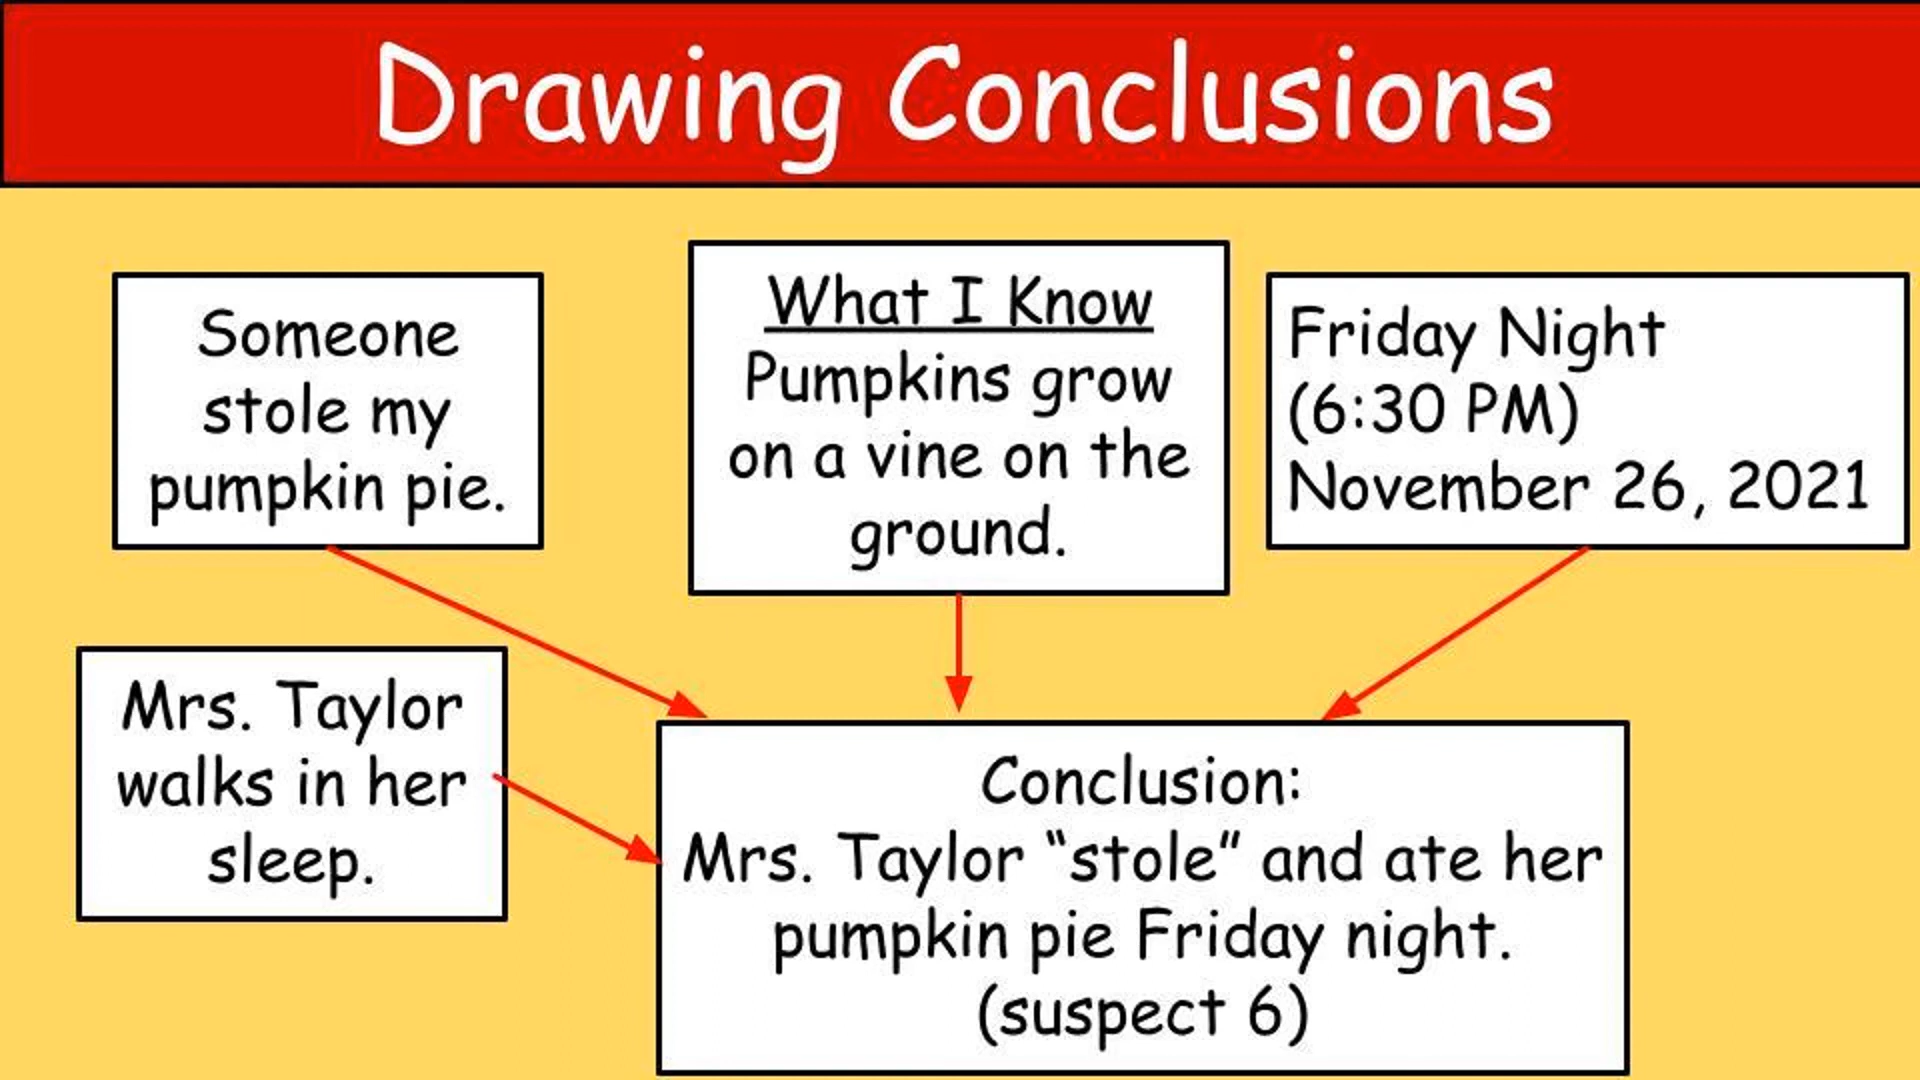 Drawing Conclusions
Someone
stole my
pumpkin pie.
What I Know
Pumpkins grow
on a vine on the
ground.
Friday Night
(6:30 PM)
November 26, 2021
Mrs. Taylor
walks in her
sleep.
Conclusion:
Mrs. Taylor “stole” and ate her
pumpkin pie Friday night.
(suspect 6)